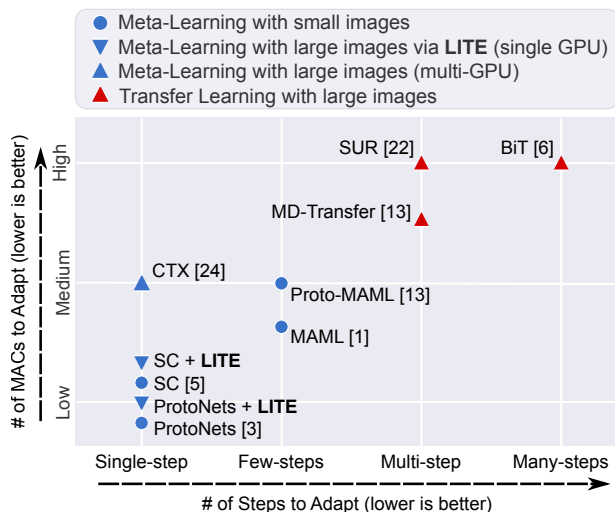 Meta-Learning with small images
Meta-Learning with large images via LITE (single GPU)
Meta-Learning with large images (multi-GPU)
Transfer Learning with large images
# of MACs to Adapt (lower is better)
High
Medium
Low
SUR [22]
BiT [6]
MD-Transfer [13]
CTX [24]
Proto-MAML [13]
MAML [1]
SC + LITE
SC [5]
ProtoNets + LITE
ProtoNets [3]
Single-step
Few-steps
Multi-step
Many-steps
# of Steps to Adapt (lower is better)